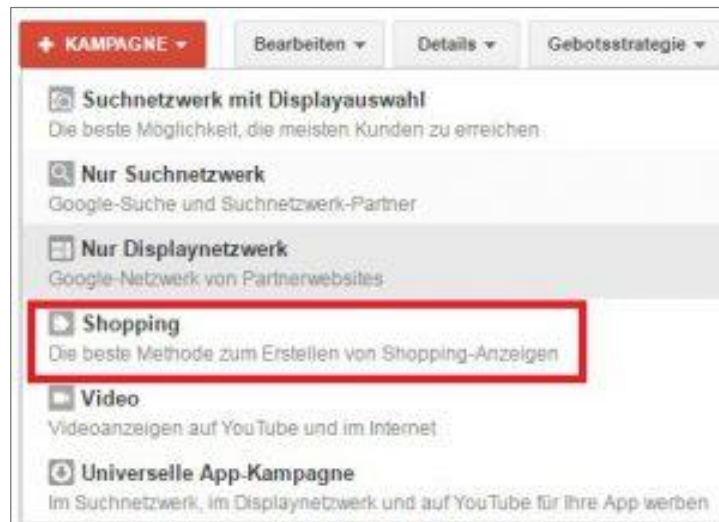 + KAMPAGNE Bearbeiten Details Gebotsstrategie
Suchnetzwerk mit Displayauswahl
Die beste Möglichkeit, die meisten Kunden zu erreichen
Nur Suchnetzwerk
Google-Suche und Suchnetzwerk-Partner
Nur Displaynetzwerk
Google-Netzwerk von Partnerwebsites
Shopping
Die beste Methode zum Erstellen von Shopping-Anzeigen
Video
Videoanzeigen auf YouTube und im Internet
Universelle App-Kampagne
Im Suchnetzwerk, im Displaynetzwerk und auf YouTube für Ihre App werben